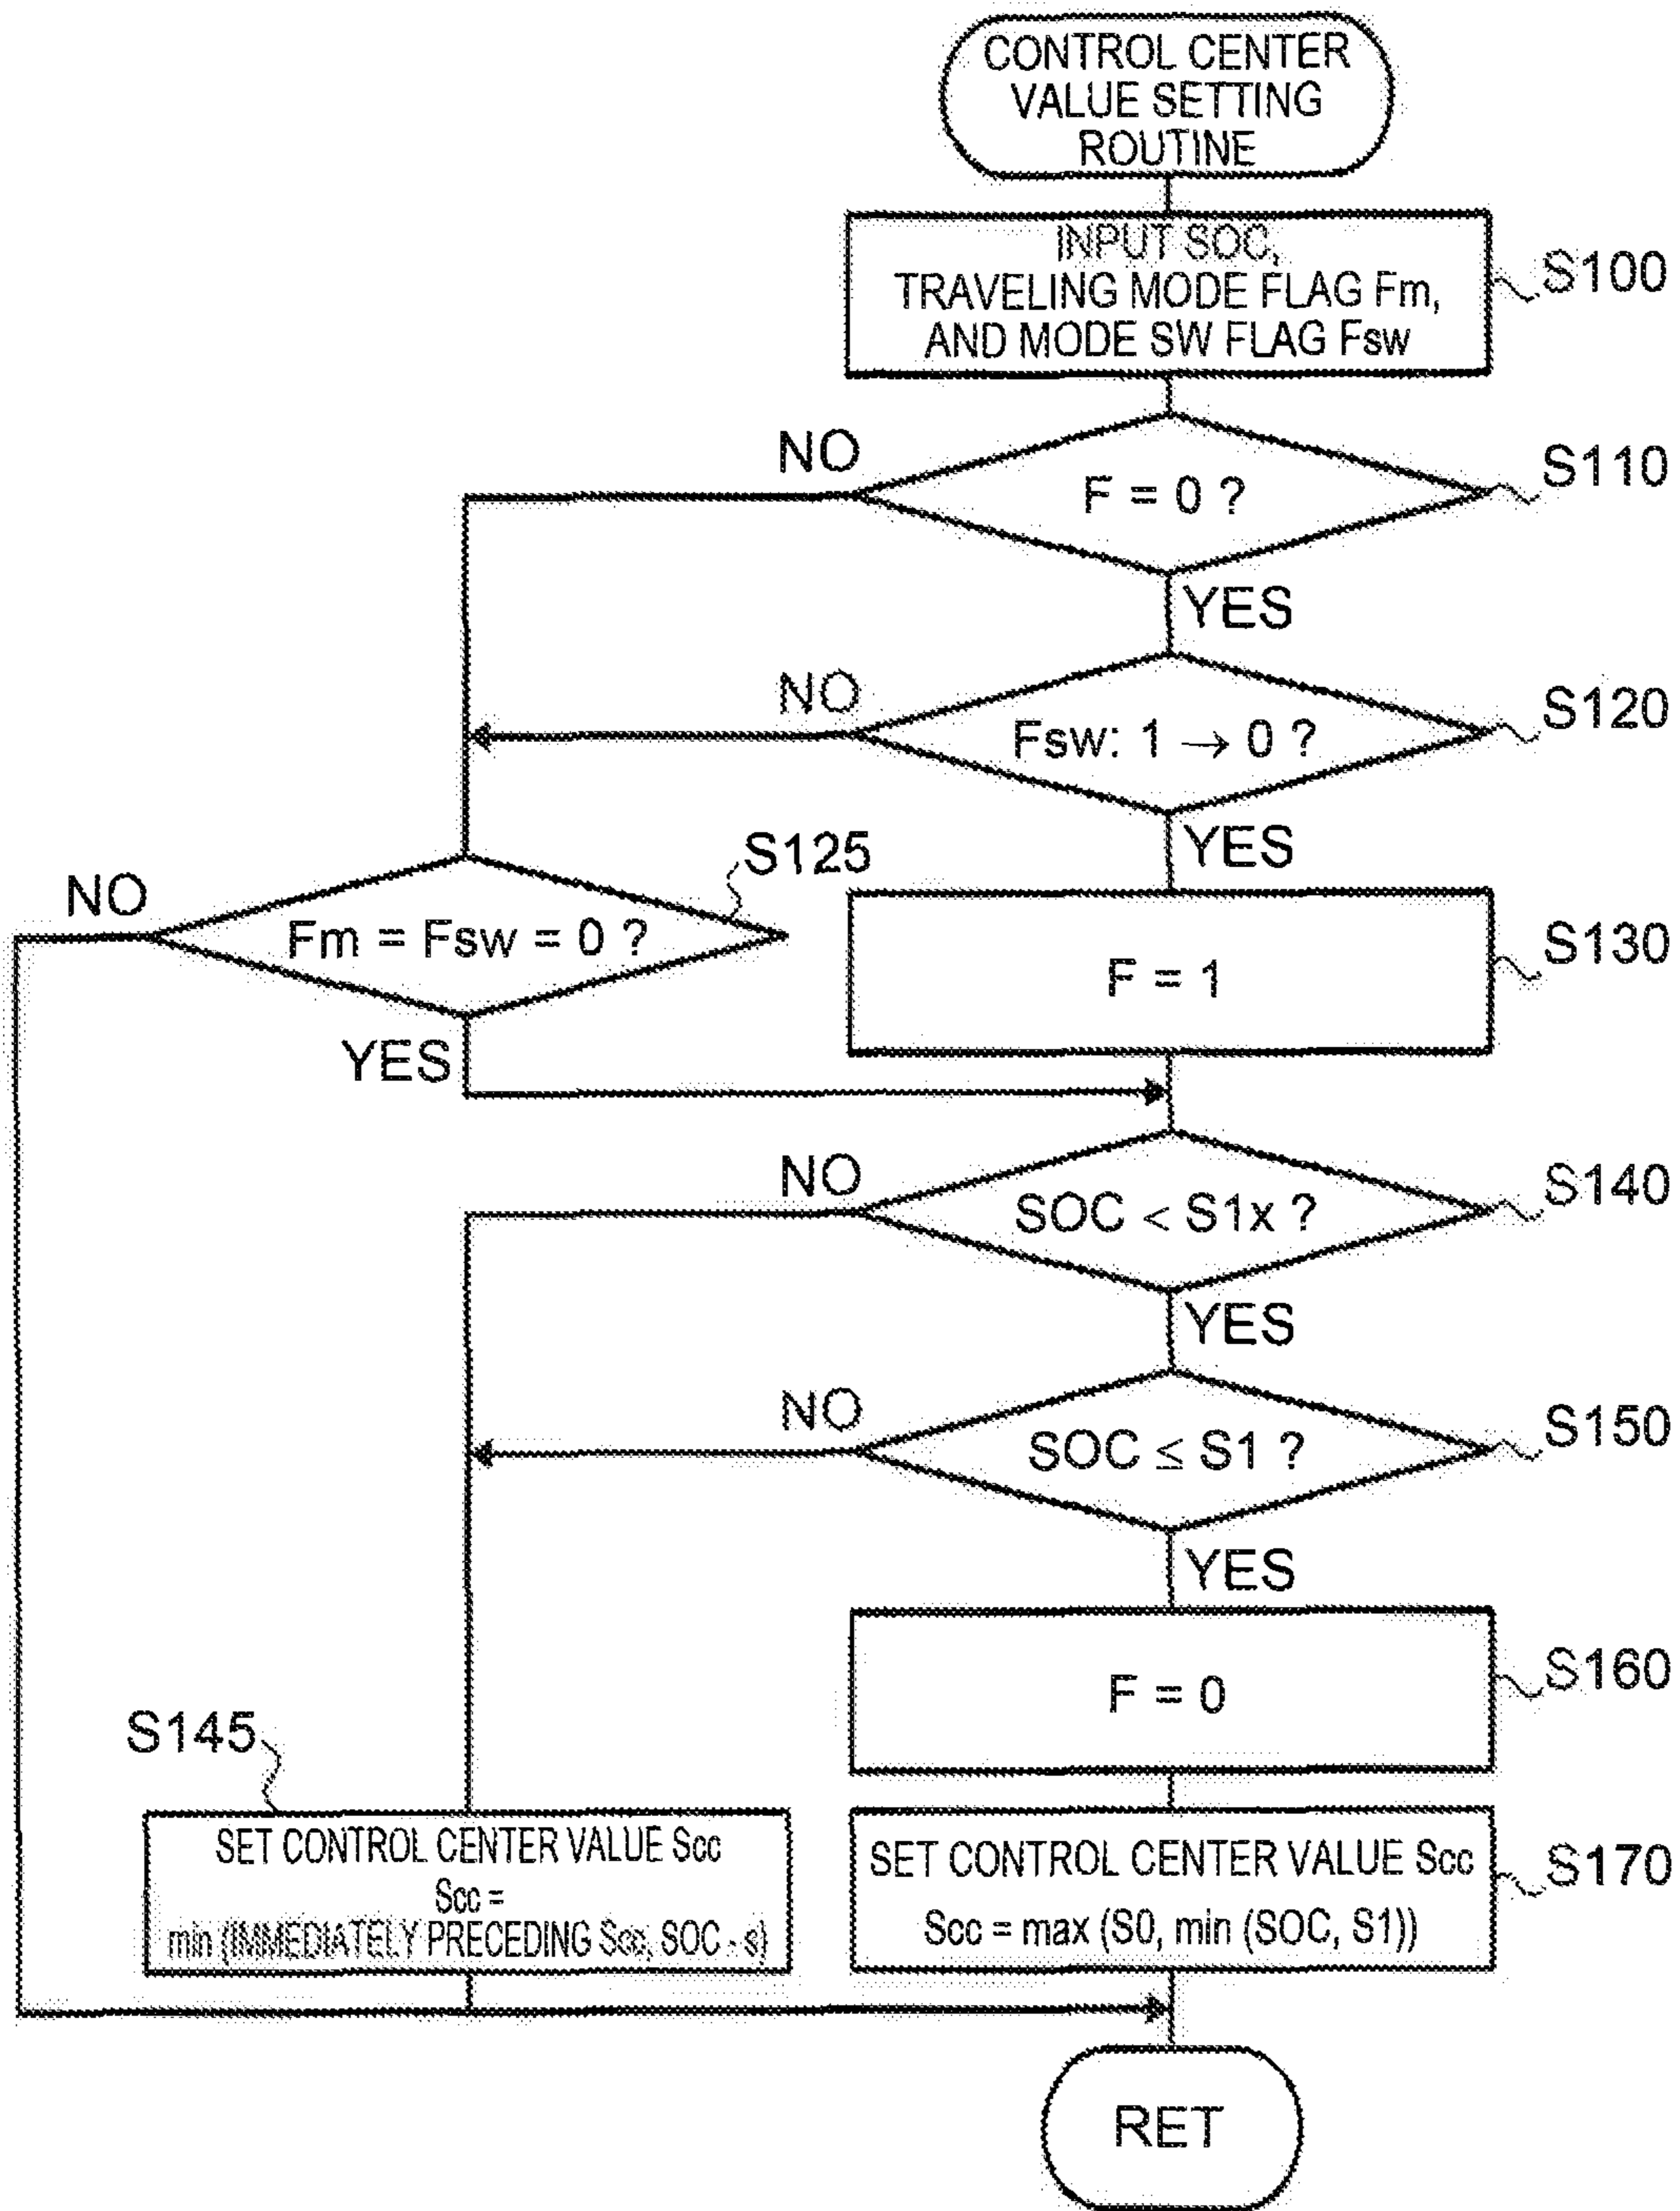 CONTROL CENTER
VALUE SETTING
ROUTINE
INPUT SOC,
TRAVELING MODE FLAG Fm,
AND MODE SW FLAG Fsw
S100
NO
F = 0 ?
S110
YES
NO
Fsw: 1 → 0 ?
S120
YES
S125
NO
Fm = Fsw = 0 ?
F = 1
S130
YES
NO
SOC < S1x ?
S140
YES
NO
SOC ≤ S1 ?
S150
YES
F = 0
S160
S145
SET CONTROL CENTER VALUE Scc
Scc =
min (IMMEDIATELY PRECEDING Scc, SOC - s)
SET CONTROL CENTER VALUE Scc
Scc = max (S0, min (SOC, S1))
S170
RET